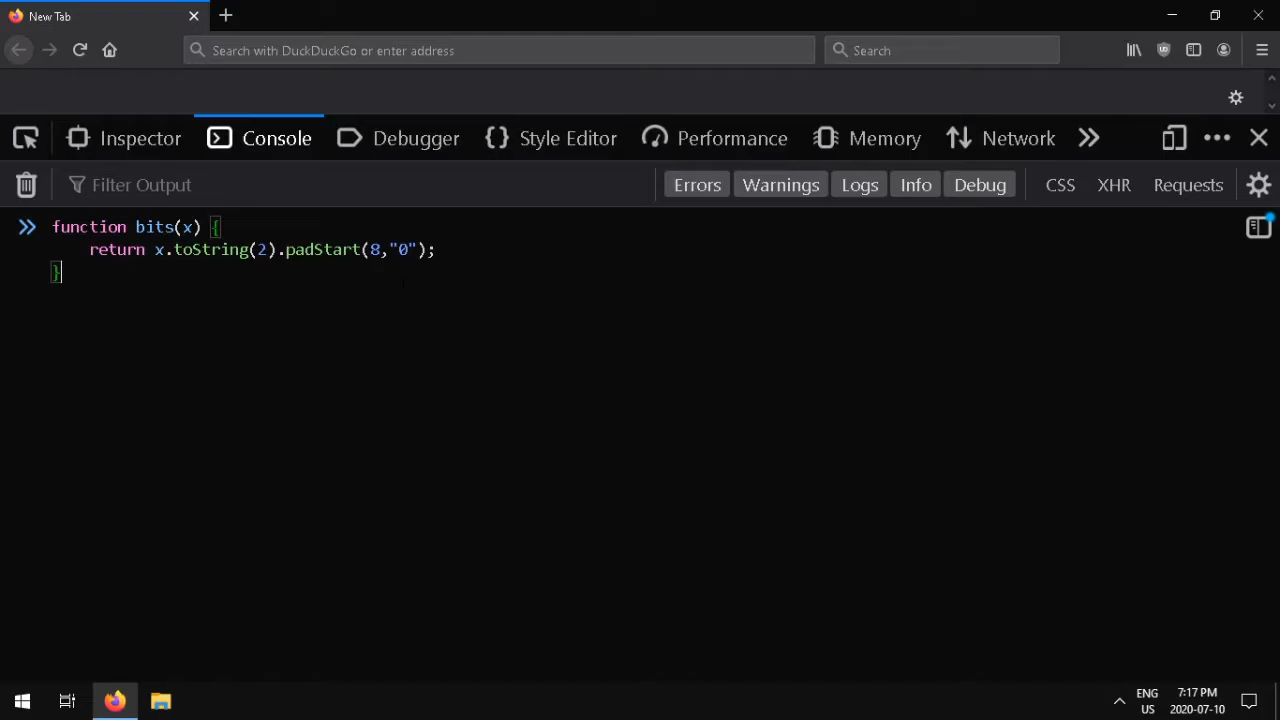 New Tab
Search with DuckDuckGo or enter address
Search
Inspector
Console
Debugger
Style Editor
Performance
Memory
Network
Filter Output
Errors
Warnings
Logs
Info
Debug
CSS
XHR
Requests
function bits(x) {
return x.toString(2).padStart(8,"0");
}
ENG
US
7:17 PM
2020-07-10